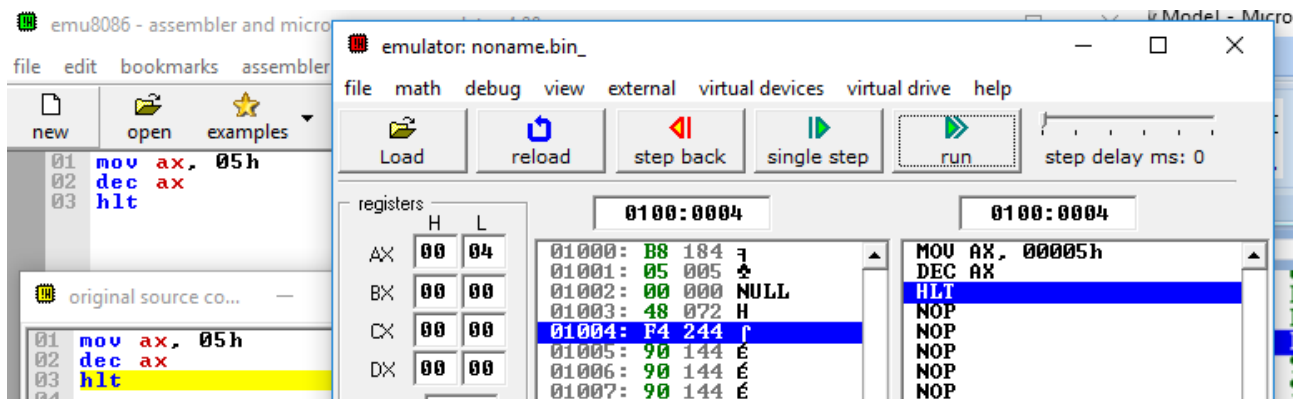 emu8086 - assembler and micro
Model - Micro
file edit bookmarks assembler
new open examples
01 mov ax, 05h
02 dec ax
03 hlt
original source co...
01 mov ax, 05h
02 dec ax
03 hlt
04
emulator: noname.bin_
file math debug view external virtual devices virtual drive help
Load reload step back single step run step delay ms: 0
registers
H L
AX 00 04
BX 00 00
CX 00 00
DX 00 00
0100:0004
01000: B8 184 ╕
01001: 05 005 ♣
01002: 00 000 NULL
01003: 48 072 H
01004: F4 244 ⌠
01005: 90 144 É
01006: 90 144 É
01007: 90 144 É
0100:0004
MOV AX, 00005h
DEC AX
HLT
NOP
NOP
NOP
NOP
NOP